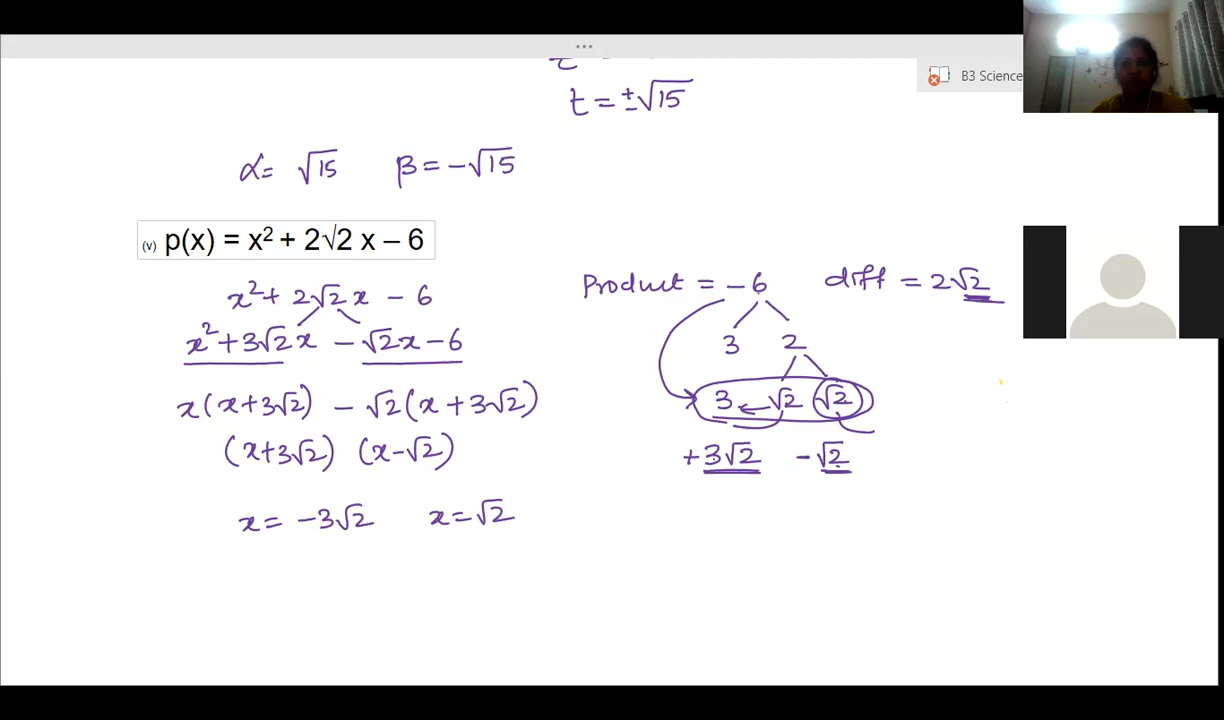 t = ±√15
B3 Science
α= √15 β = -√15
(v) p(x) = x² + 2√2 x – 6
x²+ 2√2 x - 6
x²+3√2 x - √2x - 6
x(x+3√2) - √2(x+3√2)
(x+3√2) (x-√2)
x= -3√2 x=√2
Product = -6 diff = 2√2
3 2
3 √2 √2
+3√2 -√2